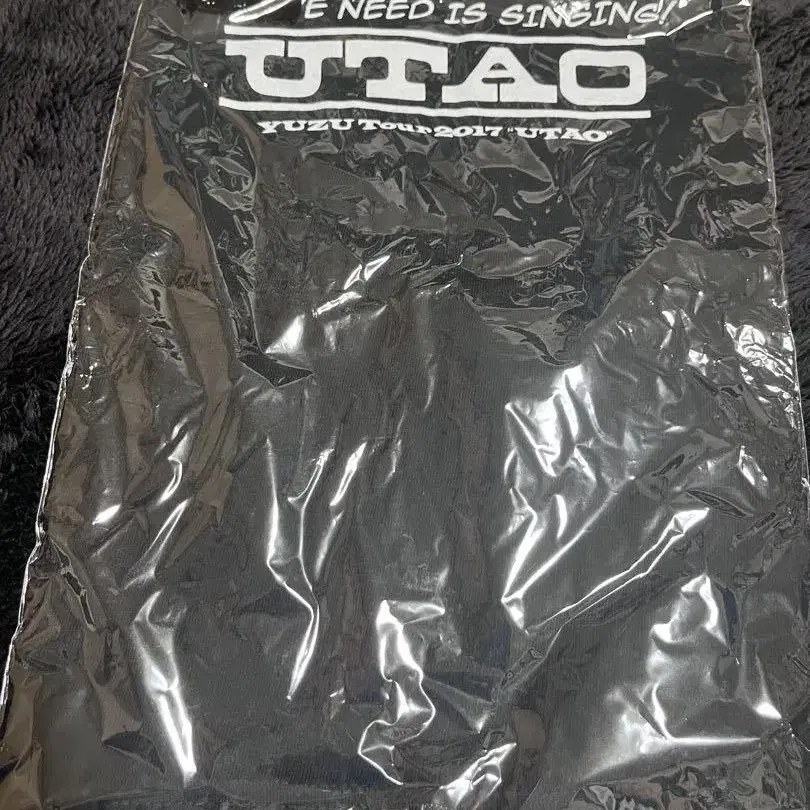 E NEED IS SINGING!
UTAO
YUZU Tour 2017 "UTAO"